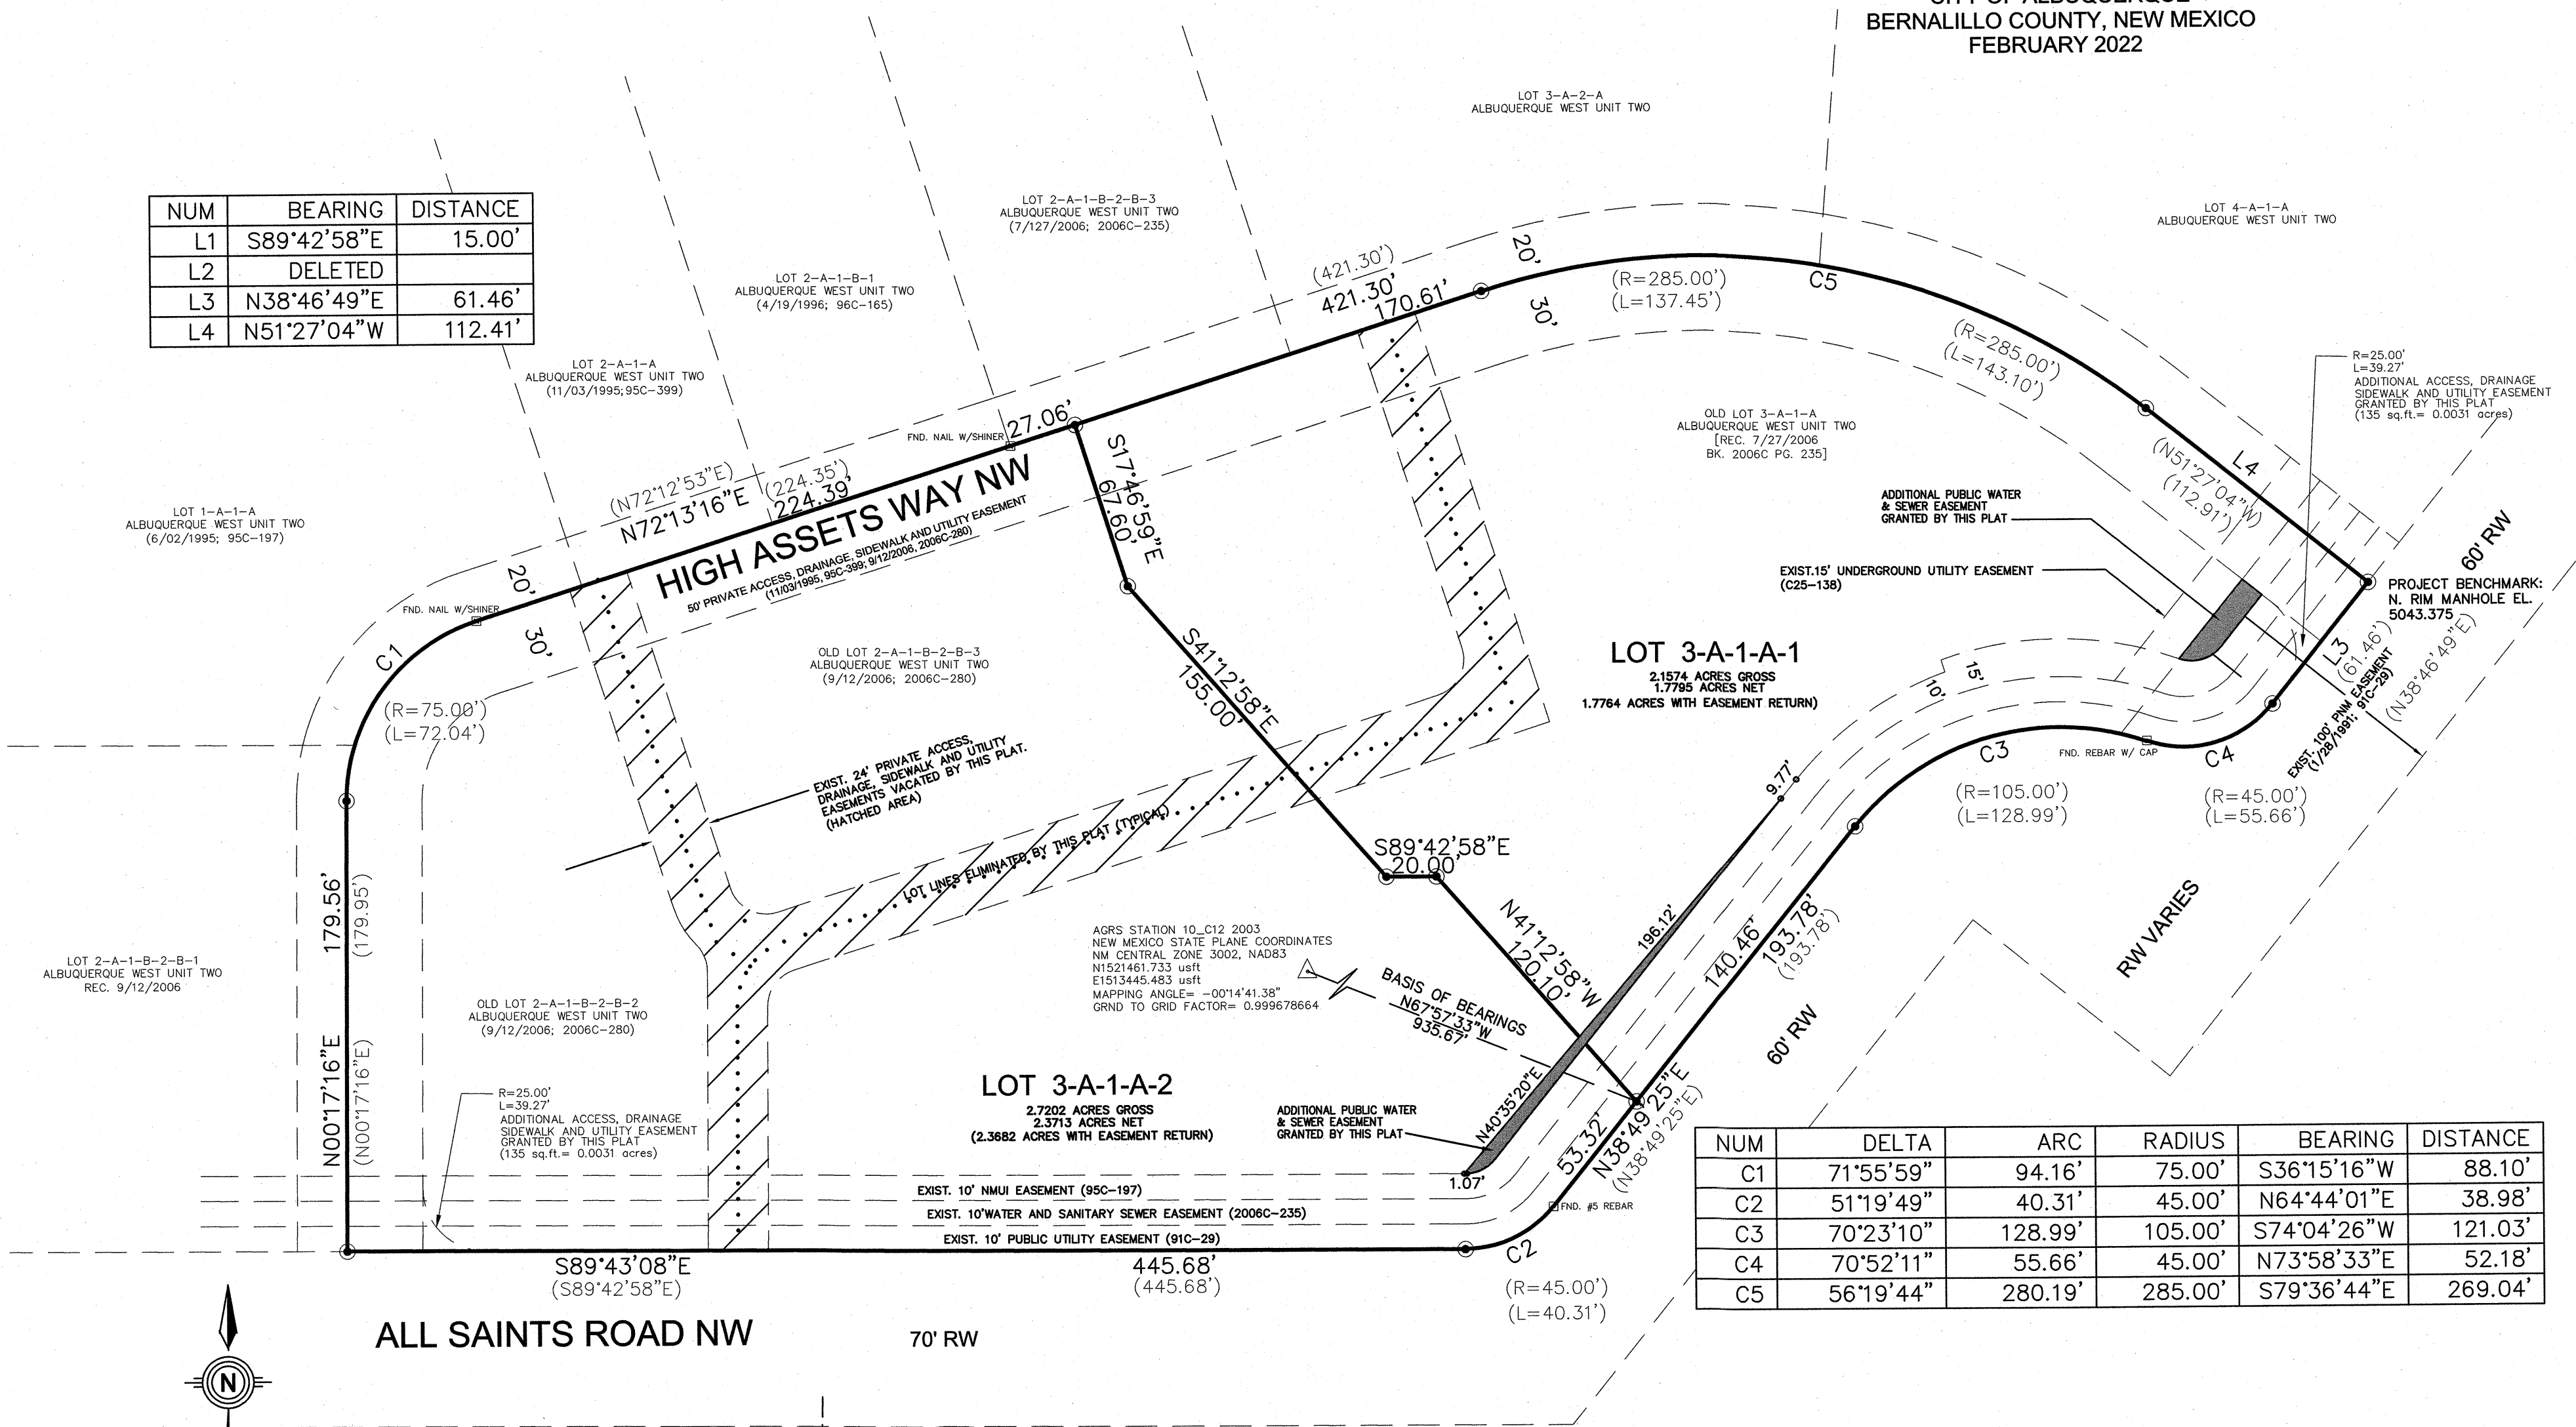 CITY OF ALBUQUERQUE
BERNALILLO COUNTY, NEW MEXICO
FEBRUARY 2022
LOT 3-A-2-A
ALBUQUERQUE WEST UNIT TWO
LOT 4-A-1-A
ALBUQUERQUE WEST UNIT TWO
NUM BEARING DISTANCE
L1 S89°42'58"E 15.00'
L2 DELETED
L3 N38°46'49"E 61.46'
L4 N51°27'04"W 112.41'
LOT 2-A-1-B-2-B-3
ALBUQUERQUE WEST UNIT TWO
(7/127/2006; 2006C-235)
LOT 2-A-1-B-1
ALBUQUERQUE WEST UNIT TWO
(4/19/1996; 96C-165)
LOT 2-A-1-A
ALBUQUERQUE WEST UNIT TWO
(11/03/1995;95C-399)
LOT 1-A-1-A
ALBUQUERQUE WEST UNIT TWO
(6/02/1995; 95C-197)
(421.30')
421.30'
170.61'
20'
30'
(R=285.00')
(L=137.45')
C5
(R=285.00')
(L=143.10')
R=25.00'
L=39.27'
ADDITIONAL ACCESS, DRAINAGE
SIDEWALK AND UTILITY EASEMENT
GRANTED BY THIS PLAT
(135 sq.ft.= 0.0031 acres)
L4
(N51°27'04"W)
(112.91')
OLD LOT 3-A-1-A
ALBUQUERQUE WEST UNIT TWO
[REC. 7/27/2006
BK. 2006C PG. 235]
FND. NAIL W/SHINER
27.06'
(N72°12'53"E)
(224.35')
N72°13'16"E
224.39'
HIGH ASSETS WAY NW
50' PRIVATE ACCESS, DRAINAGE, SIDEWALK AND UTILITY EASEMENT
(11/03/1995, 95C-399; 9/12/2006, 2006C-280)
S17°46'59"E
67.60'
ADDITIONAL PUBLIC WATER
& SEWER EASEMENT
GRANTED BY THIS PLAT
EXIST.15' UNDERGROUND UTILITY EASEMENT
(C25-138)
60' RW
PROJECT BENCHMARK:
N. RIM MANHOLE EL.
5043.375
L3
(61.46')
(N38°46'49"E)
EXIST. 100' PNM EASEMENT
(1/28/1991; 91C-29)
FND. NAIL W/SHINER
20'
30'
C1
(R=75.00')
(L=72.04')
OLD LOT 2-A-1-B-2-B-3
ALBUQUERQUE WEST UNIT TWO
(9/12/2006; 2006C-280)
S41°12'58"E
155.00'
LOT 3-A-1-A-1
2.1574 ACRES GROSS
1.7795 ACRES NET
1.7764 ACRES WITH EASEMENT RETURN)
15'
10'
C3
FND. REBAR W/ CAP
C4
(R=105.00')
(L=128.99')
(R=45.00')
(L=55.66')
EXIST. 24' PRIVATE ACCESS,
DRAINAGE, SIDEWALK AND UTILITY
EASEMENTS VACATED BY THIS PLAT.
(HATCHED AREA)
LOT LINES ELIMINATED BY THIS PLAT (TYPICAL)
9.77'
S89°42'58"E
20.00'
N41°12'58"W
120.10'
196.12'
140.46'
193.78'
(193.78')
RW VARIES
60' RW
179.56'
(179.95')
N00°17'16"E
(N00°17'16"E)
LOT 2-A-1-B-2-B-1
ALBUQUERQUE WEST UNIT TWO
REC. 9/12/2006
OLD LOT 2-A-1-B-2-B-2
ALBUQUERQUE WEST UNIT TWO
(9/12/2006; 2006C-280)
AGRS STATION 10_C12 2003
NEW MEXICO STATE PLANE COORDINATES
NM CENTRAL ZONE 3002, NAD83
N1521461.733 usft
E1513445.483 usft
MAPPING ANGLE= -00°14'41.38"
GRND TO GRID FACTOR= 0.999678664
BASIS OF BEARINGS
N67°57'33"W
935.67'
R=25.00'
L=39.27'
ADDITIONAL ACCESS, DRAINAGE
SIDEWALK AND UTILITY EASEMENT
GRANTED BY THIS PLAT
(135 sq.ft.= 0.0031 acres)
LOT 3-A-1-A-2
2.7202 ACRES GROSS
2.3713 ACRES NET
(2.3682 ACRES WITH EASEMENT RETURN)
ADDITIONAL PUBLIC WATER
& SEWER EASEMENT
GRANTED BY THIS PLAT
N40°35'20"E
1.07'
53.32'
N38°49'25"E
(N38°49'25"E)
FND. #5 REBAR
EXIST. 10' NMUI EASEMENT (95C-197)
EXIST. 10'WATER AND SANITARY SEWER EASEMENT (2006C-235)
EXIST. 10' PUBLIC UTILITY EASEMENT (91C-29)
S89°43'08"E
(S89°42'58"E)
445.68'
(445.68')
C2
(R=45.00')
(L=40.31')
NUM DELTA ARC RADIUS BEARING DISTANCE
C1 71°55'59" 94.16' 75.00' S36°15'16"W 88.10'
C2 51°19'49" 40.31' 45.00' N64°44'01"E 38.98'
C3 70°23'10" 128.99' 105.00' S74°04'26"W 121.03'
C4 70°52'11" 55.66' 45.00' N73°58'33"E 52.18'
C5 56°19'44" 280.19' 285.00' S79°36'44"E 269.04'
ALL SAINTS ROAD NW
70' RW
N